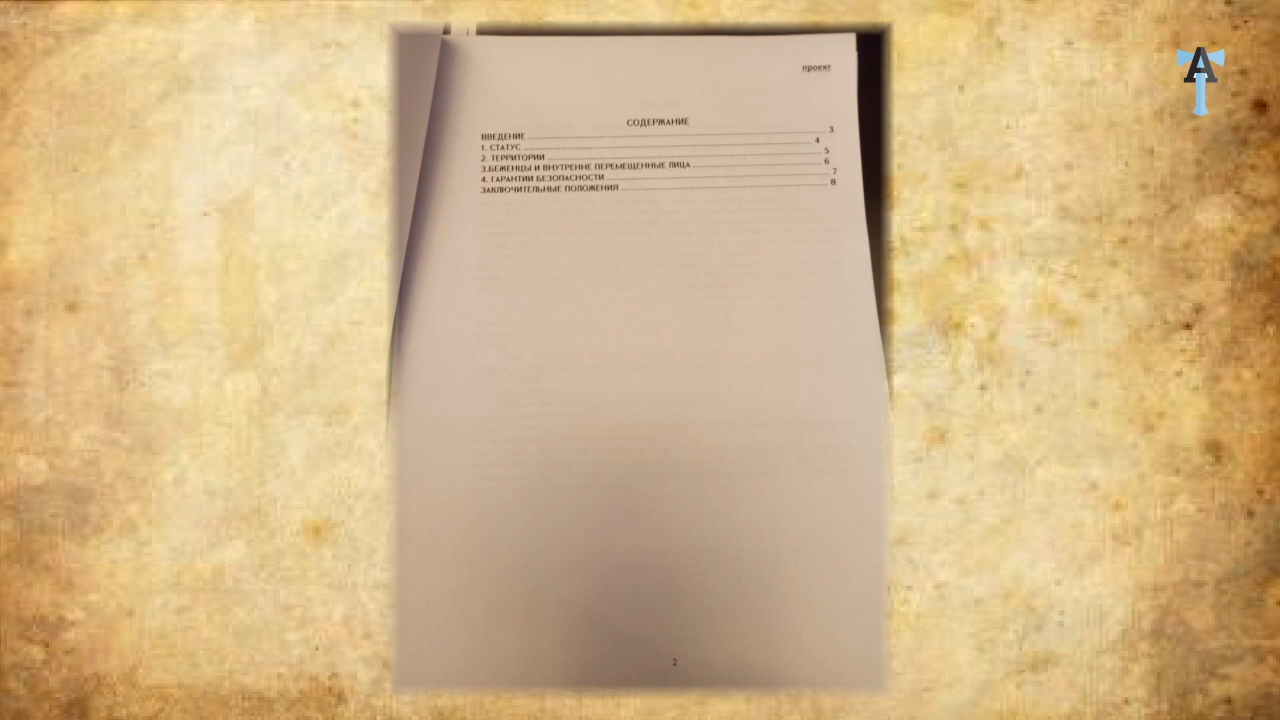 A
проект
СОДЕРЖАНИЕ
ВВЕДЕНИЕ ........ 3
1. СТАТУС ........ 4
2. ТЕРРИТОРИИ ........ 5
3.БЕЖЕНЦЫ И ВНУТРЕННЕ ПЕРЕМЕЩЕННЫЕ ЛИЦА ........ 6
4. ГАРАНТИИ БЕЗОПАСНОСТИ ........ 7
ЗАКЛЮЧИТЕЛЬНЫЕ ПОЛОЖЕНИЯ ........ 8
2